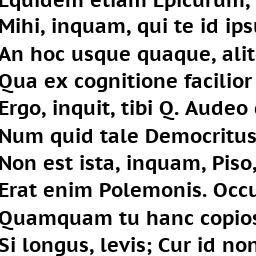 Equidem etiam Epicurum,
Mihi, inquam, qui te id ips
An hoc usque quaque, alit
Qua ex cognitione facilior
Ergo, inquit, tibi Q. Audeo
Num quid tale Democritus
Non est ista, inquam, Piso,
Erat enim Polemonis. Occu
Quamquam tu hanc copios
Si longus, levis; Cur id non